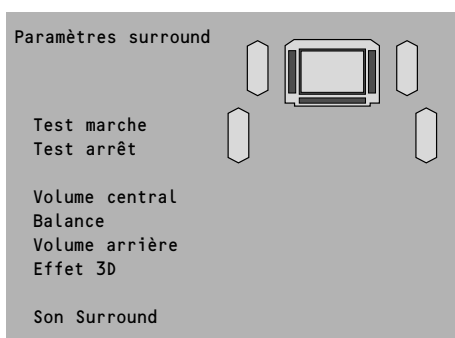 Paramètres surround
Test marche
Test arrêt
Volume central
Balance
Volume arrière
Effet 3D
Son Surround